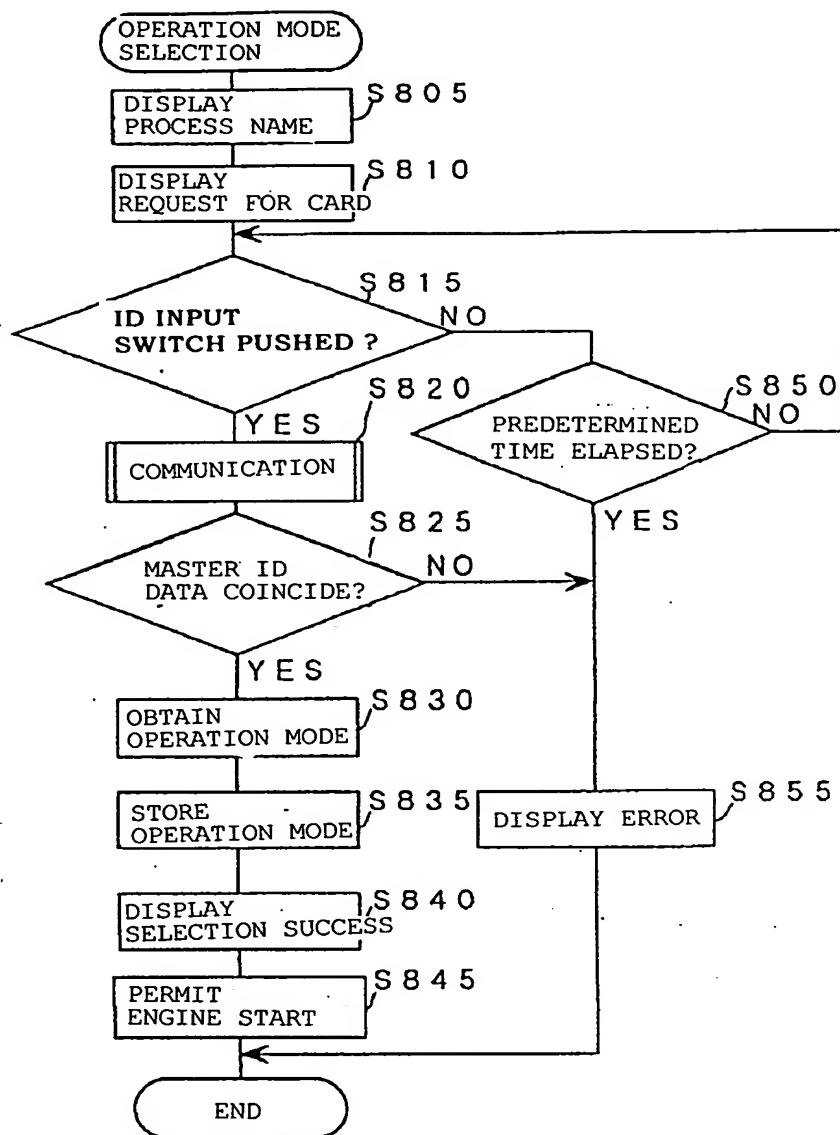 OPERATION MODE
SELECTION
S805
DISPLAY
PROCESS NAME
S810
DISPLAY
REQUEST FOR CARD
S815
ID INPUT
SWITCH PUSHED ?
NO
YES
S820
COMMUNICATION
S850
PREDETERMINED
TIME ELAPSED?
NO
YES
S825
MASTER ID
DATA COINCIDE?
NO
YES
S830
OBTAIN
OPERATION MODE
S835
STORE
OPERATION MODE
S855
DISPLAY ERROR
S840
DISPLAY
SELECTION SUCCESS
S845
PERMIT
ENGINE START
END